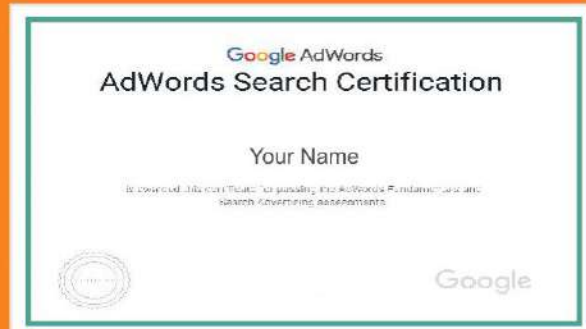 Google AdWords
AdWords Search Certification
Your Name
is awarded this certificate for passing the AdWords Fundamentals and
Search Advertising assessments
Google